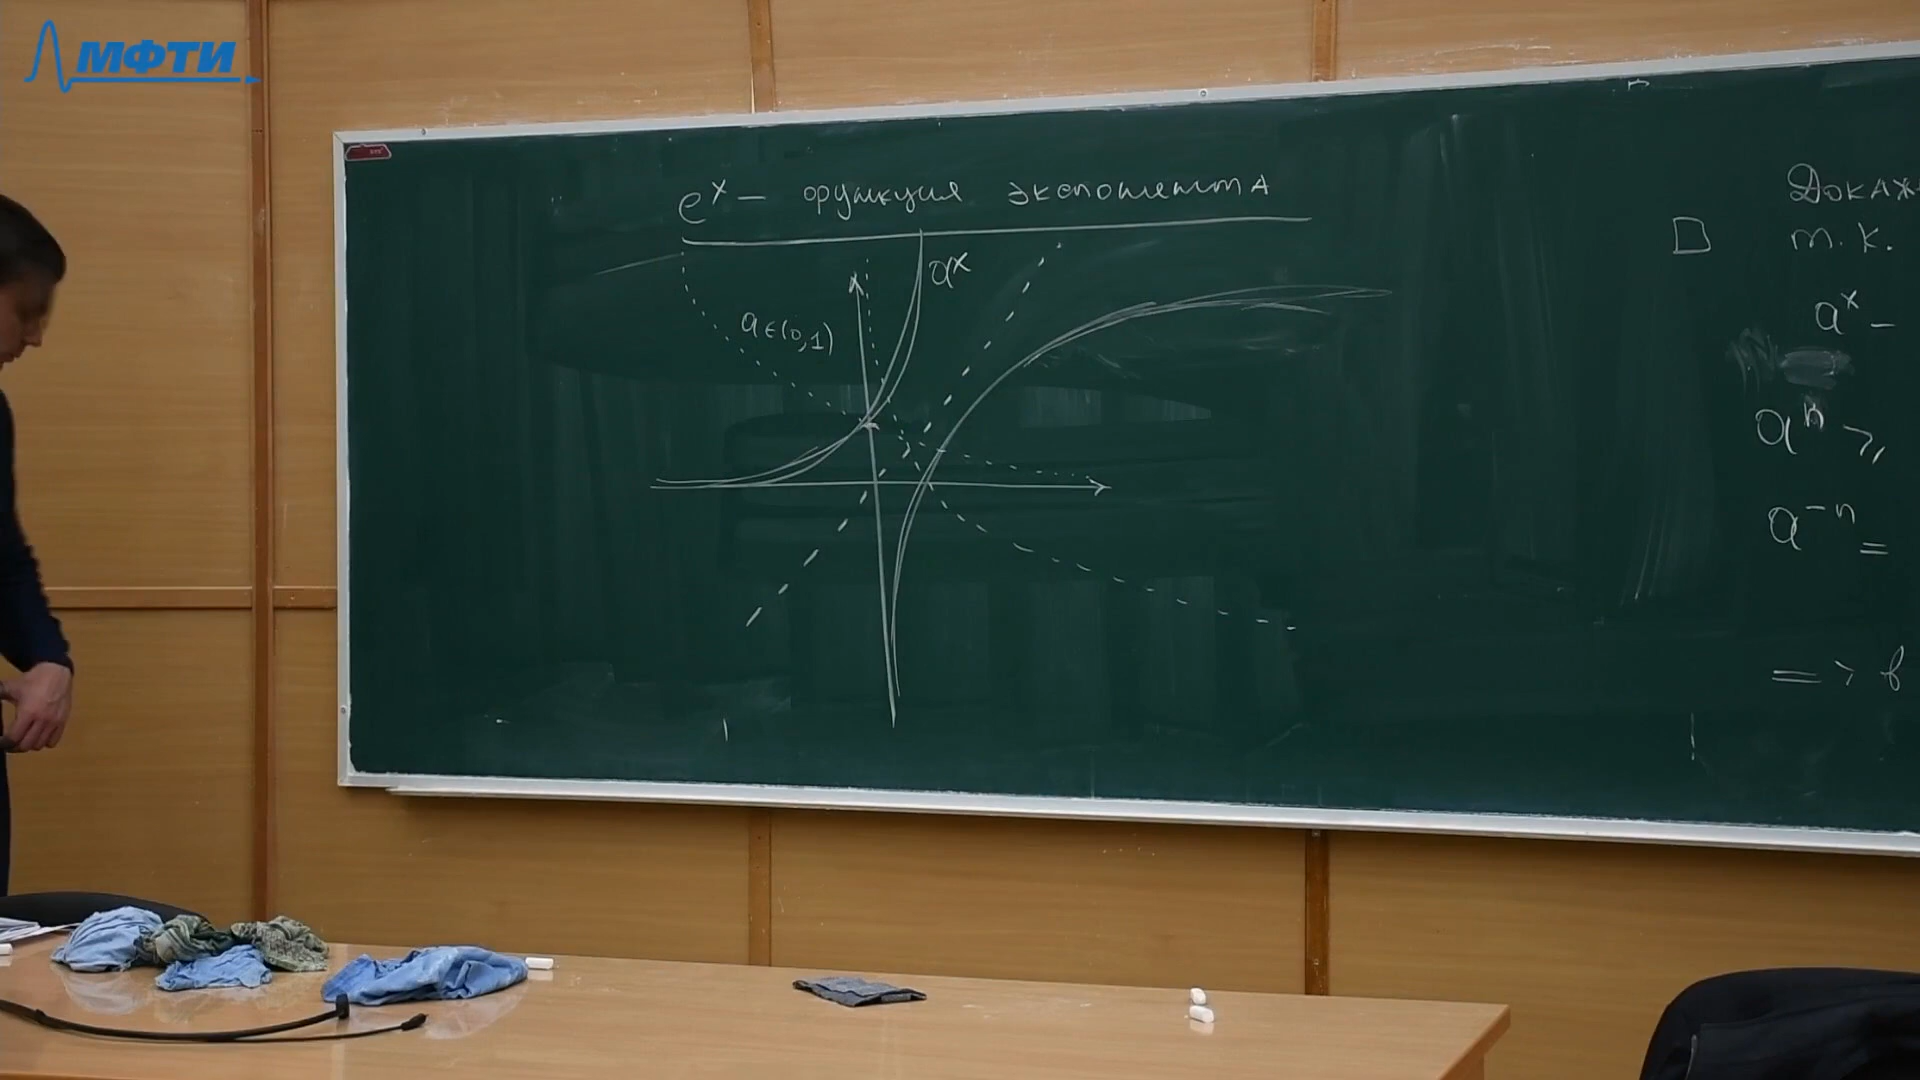 МФТИ
e^x — функция экспонента
a^x
a ∈ (0, 1)
Докаж
□ т.к.
a^x –
a^n ⩾
a^{-n} =
=> в